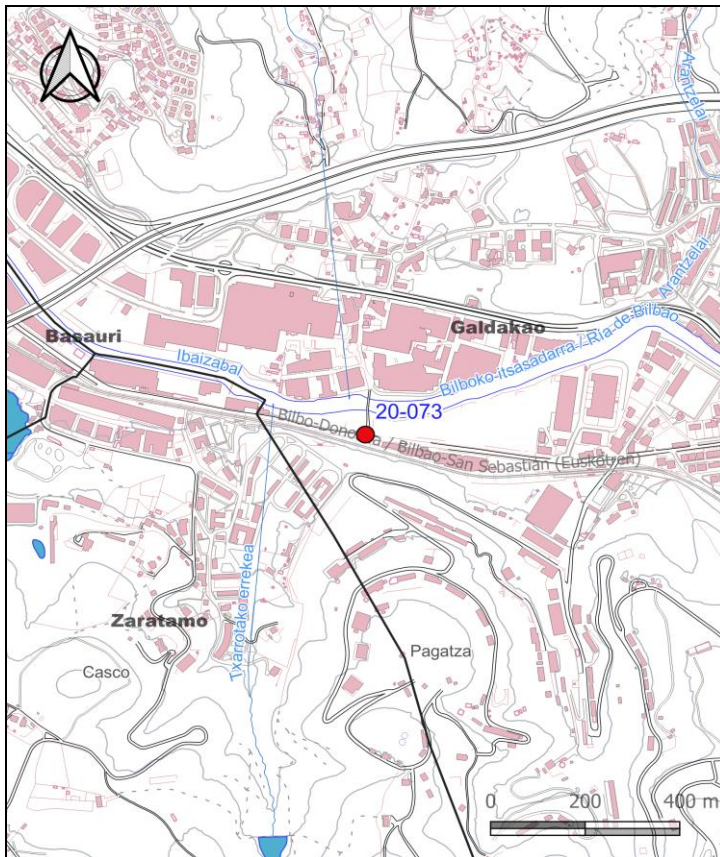 Arantzelai
Arantzelai
Galdakao
Basauri
Ibaizabal
Bilboko-itsasadarra / Ría de Bilbao
20-073
Bilbo-Dono / Bilbao-San Sebastian (Euskotren)
Txarrotako errekea
Zaratamo
Pagatza
Casco
0 200 400 m